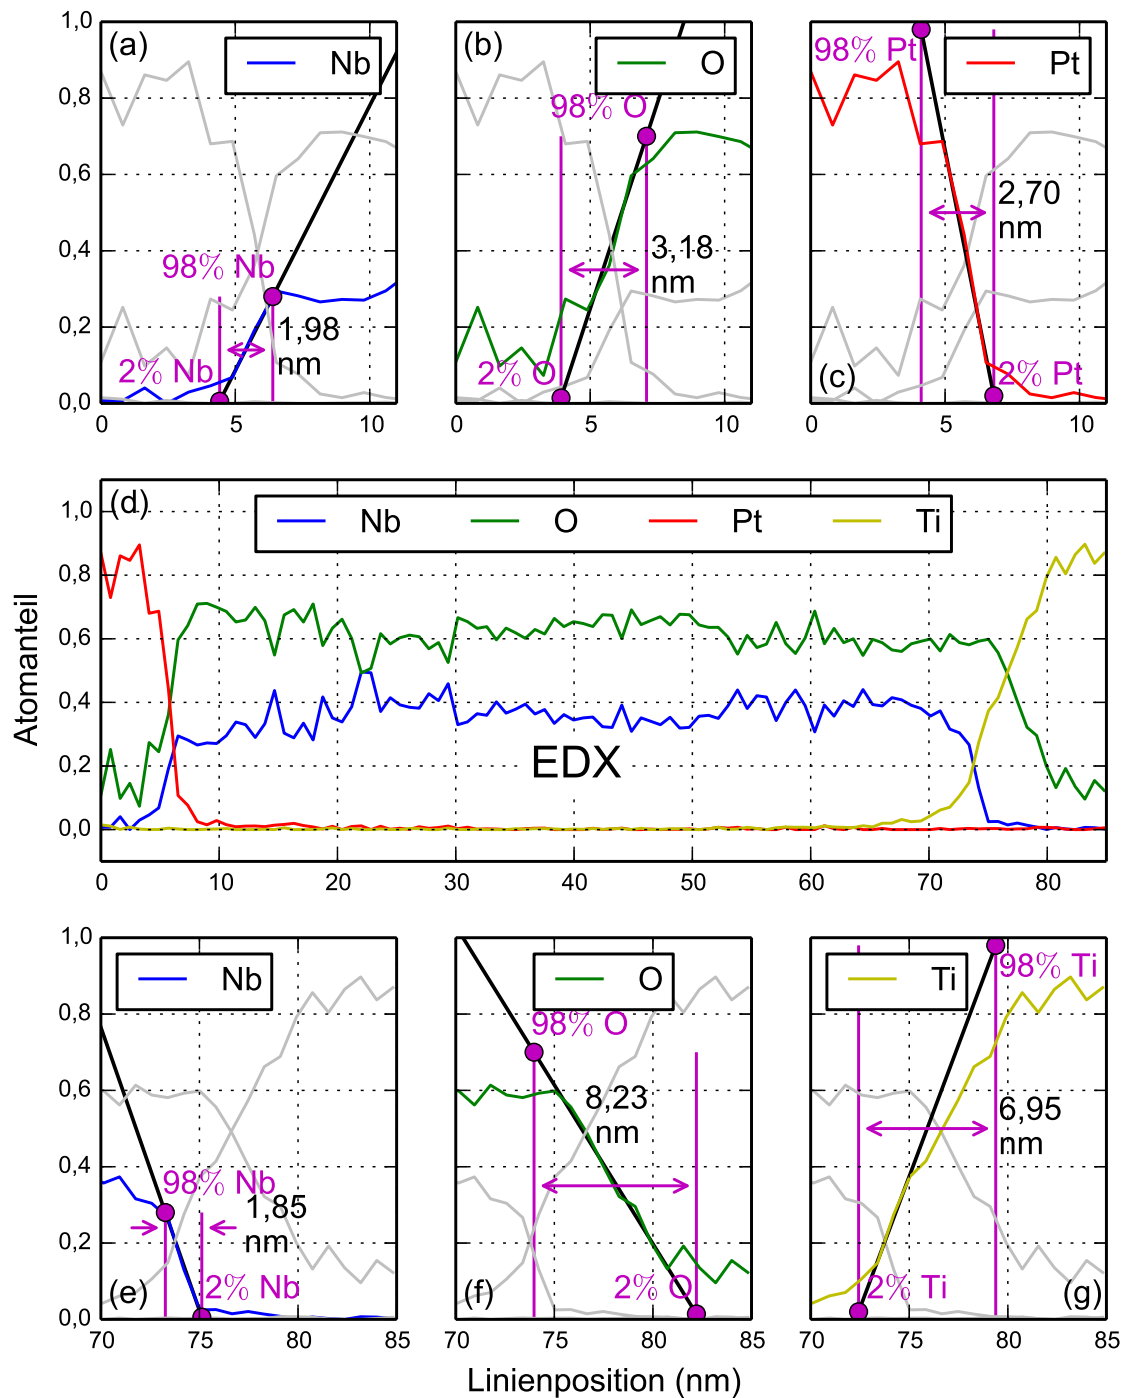 (a)
Nb
98% Nb
2% Nb
1,98
nm
1,0
0,8
0,6
0,4
0,2
0,0
0 5 10
(b)
O
98% O
2% O
3,18
nm
0 5 10
(c)
Pt
98% Pt
2% Pt
2,70
nm
0 5 10
(d)
Nb O Pt Ti
EDX
Atomanteil
1,0
0,8
0,6
0,4
0,2
0,0
0 10 20 30 40 50 60 70 80
(e)
Nb
98% Nb
2% Nb
1,85
nm
1,0
0,8
0,6
0,4
0,2
0,0
70 75 80 85
(f)
O
98% O
2% O
8,23
nm
70 75 80 85
(g)
Ti
98% Ti
2% Ti
6,95
nm
70 75 80 85
Linienposition (nm)